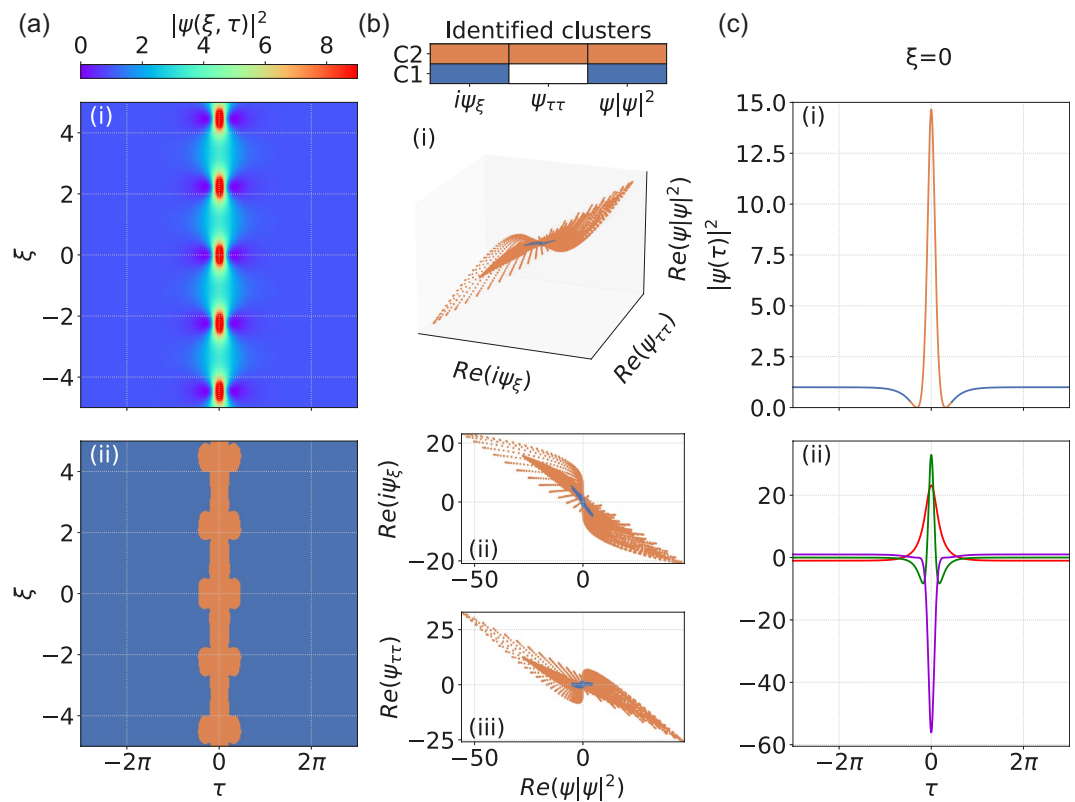 (a)
|ψ(ξ, τ)|²
0 2 4 6 8
(i)
4
2
0
−2
−4
ξ
(ii)
4
2
0
−2
−4
ξ
−2π 0 2π
τ
(b)
Identified clusters
C2
C1
iψ_ξ ψ_ττ ψ|ψ|²
(i)
Re(ψ|ψ|²)
Re(ψ_ττ)
Re(iψ_ξ)
20
0
−20
Re(iψ_ξ)
(ii)
−50 0
25
0
−25
Re(ψ_ττ)
(iii)
−50 0
Re(ψ|ψ|²)
(c)
ξ=0
(i)
15.0
12.5
10.0
7.5
5.0
2.5
0.0
|ψ(τ)|²
(ii)
20
0
−20
−40
−60
−2π 0 2π
τ